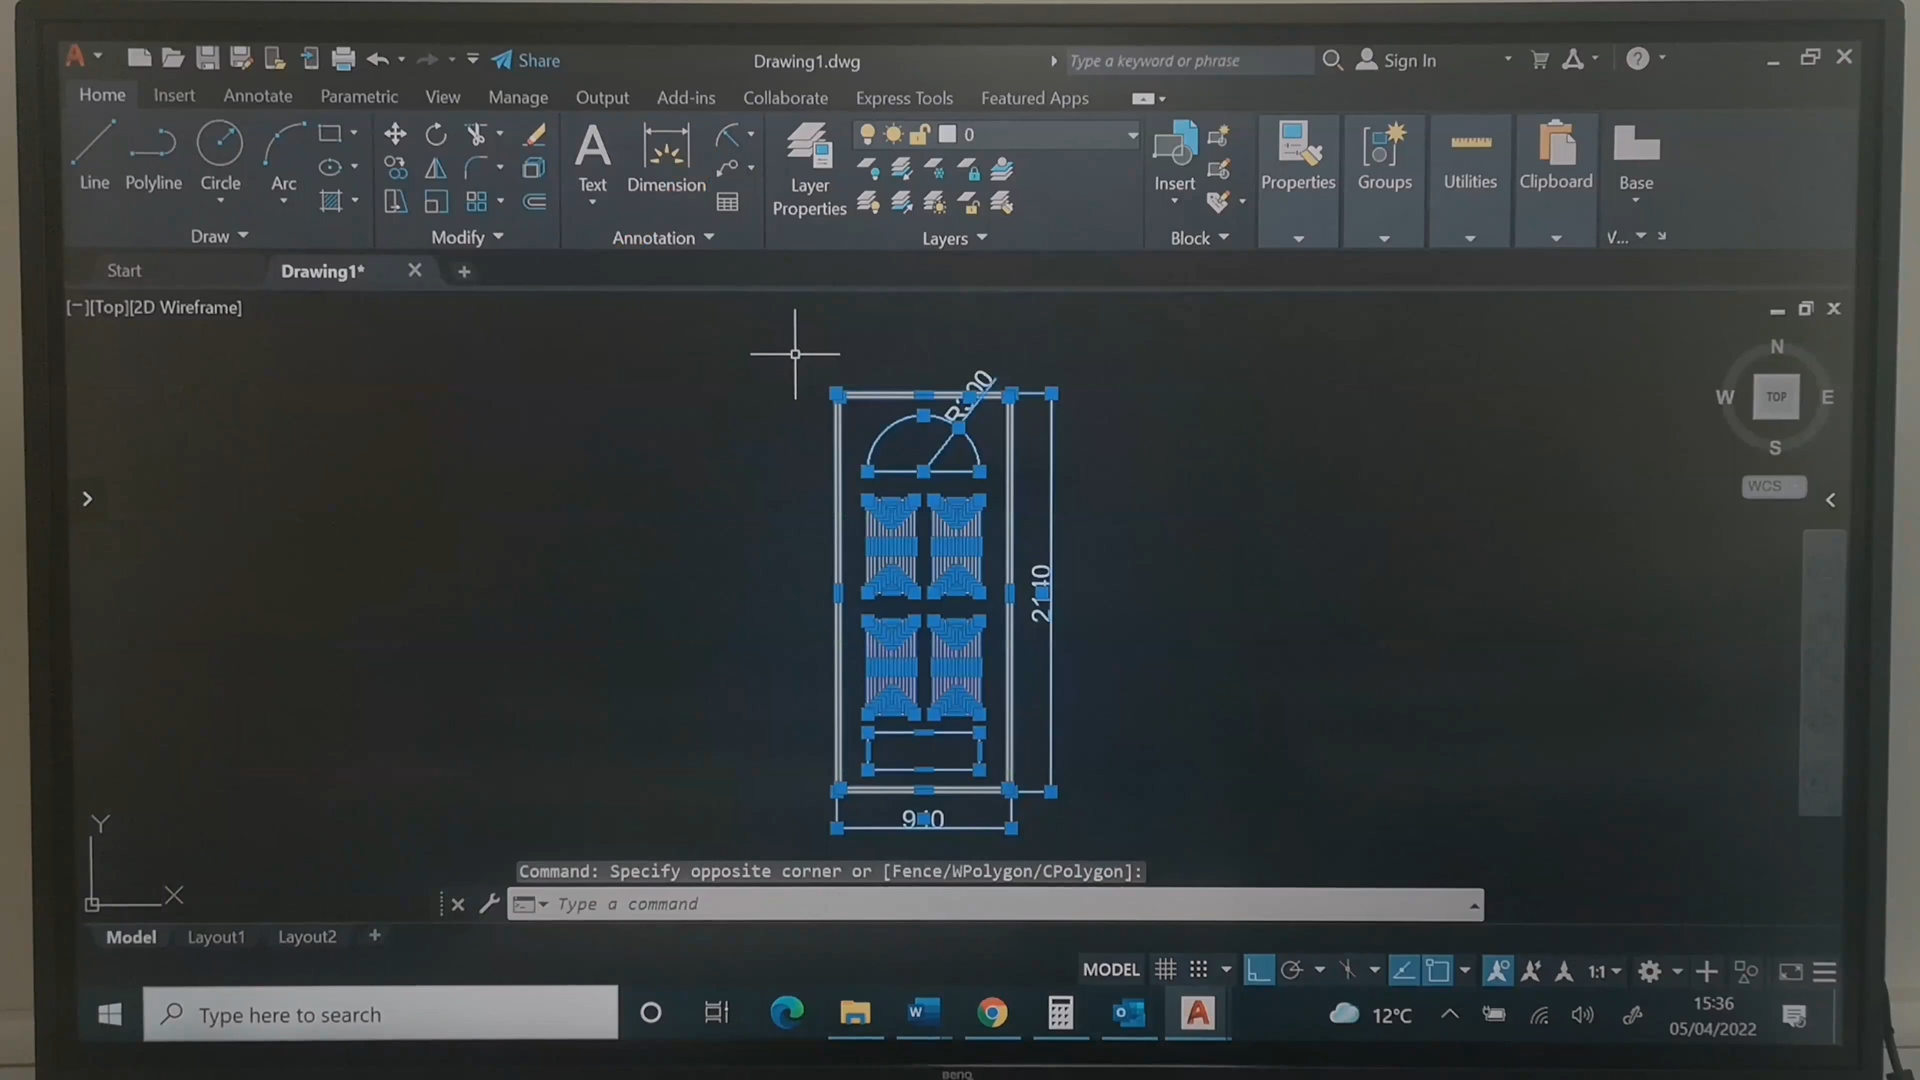 Share
Drawing1.dwg
Type a keyword or phrase
Sign In
Home
Insert
Annotate
Parametric
View
Manage
Output
Add-ins
Collaborate
Express Tools
Featured Apps
Line
Polyline
Circle
Arc
Text
Dimension
Layer Properties
0
Insert
Properties
Groups
Utilities
Clipboard
Base
Draw
Modify
Annotation
Layers
Block
V...
Start
Drawing1*
[−][Top][2D Wireframe]
N
W
TOP
E
S
WCS
2140
Y
X
Command: Specify opposite corner or [Fence/WPolygon/CPolygon]:
Type a command
Model
Layout1
Layout2
MODEL
1:1
Type here to search
12°C
15:36
05/04/2022
BenQ